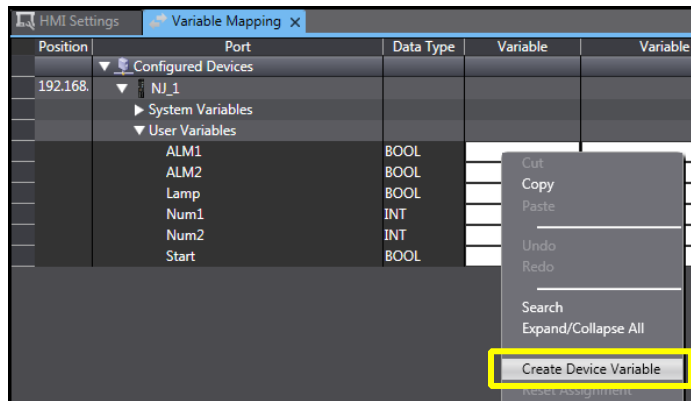 HMI Settings Variable Mapping ×
Position Port Data Type Variable Variable
Configured Devices
192.168. NJ_1
System Variables
User Variables
ALM1 BOOL
ALM2 BOOL
Lamp BOOL
Num1 INT
Num2 INT
Start BOOL
Cut
Copy
Paste
Undo
Redo
Search
Expand/Collapse All
Create Device Variable
Reset Assignment